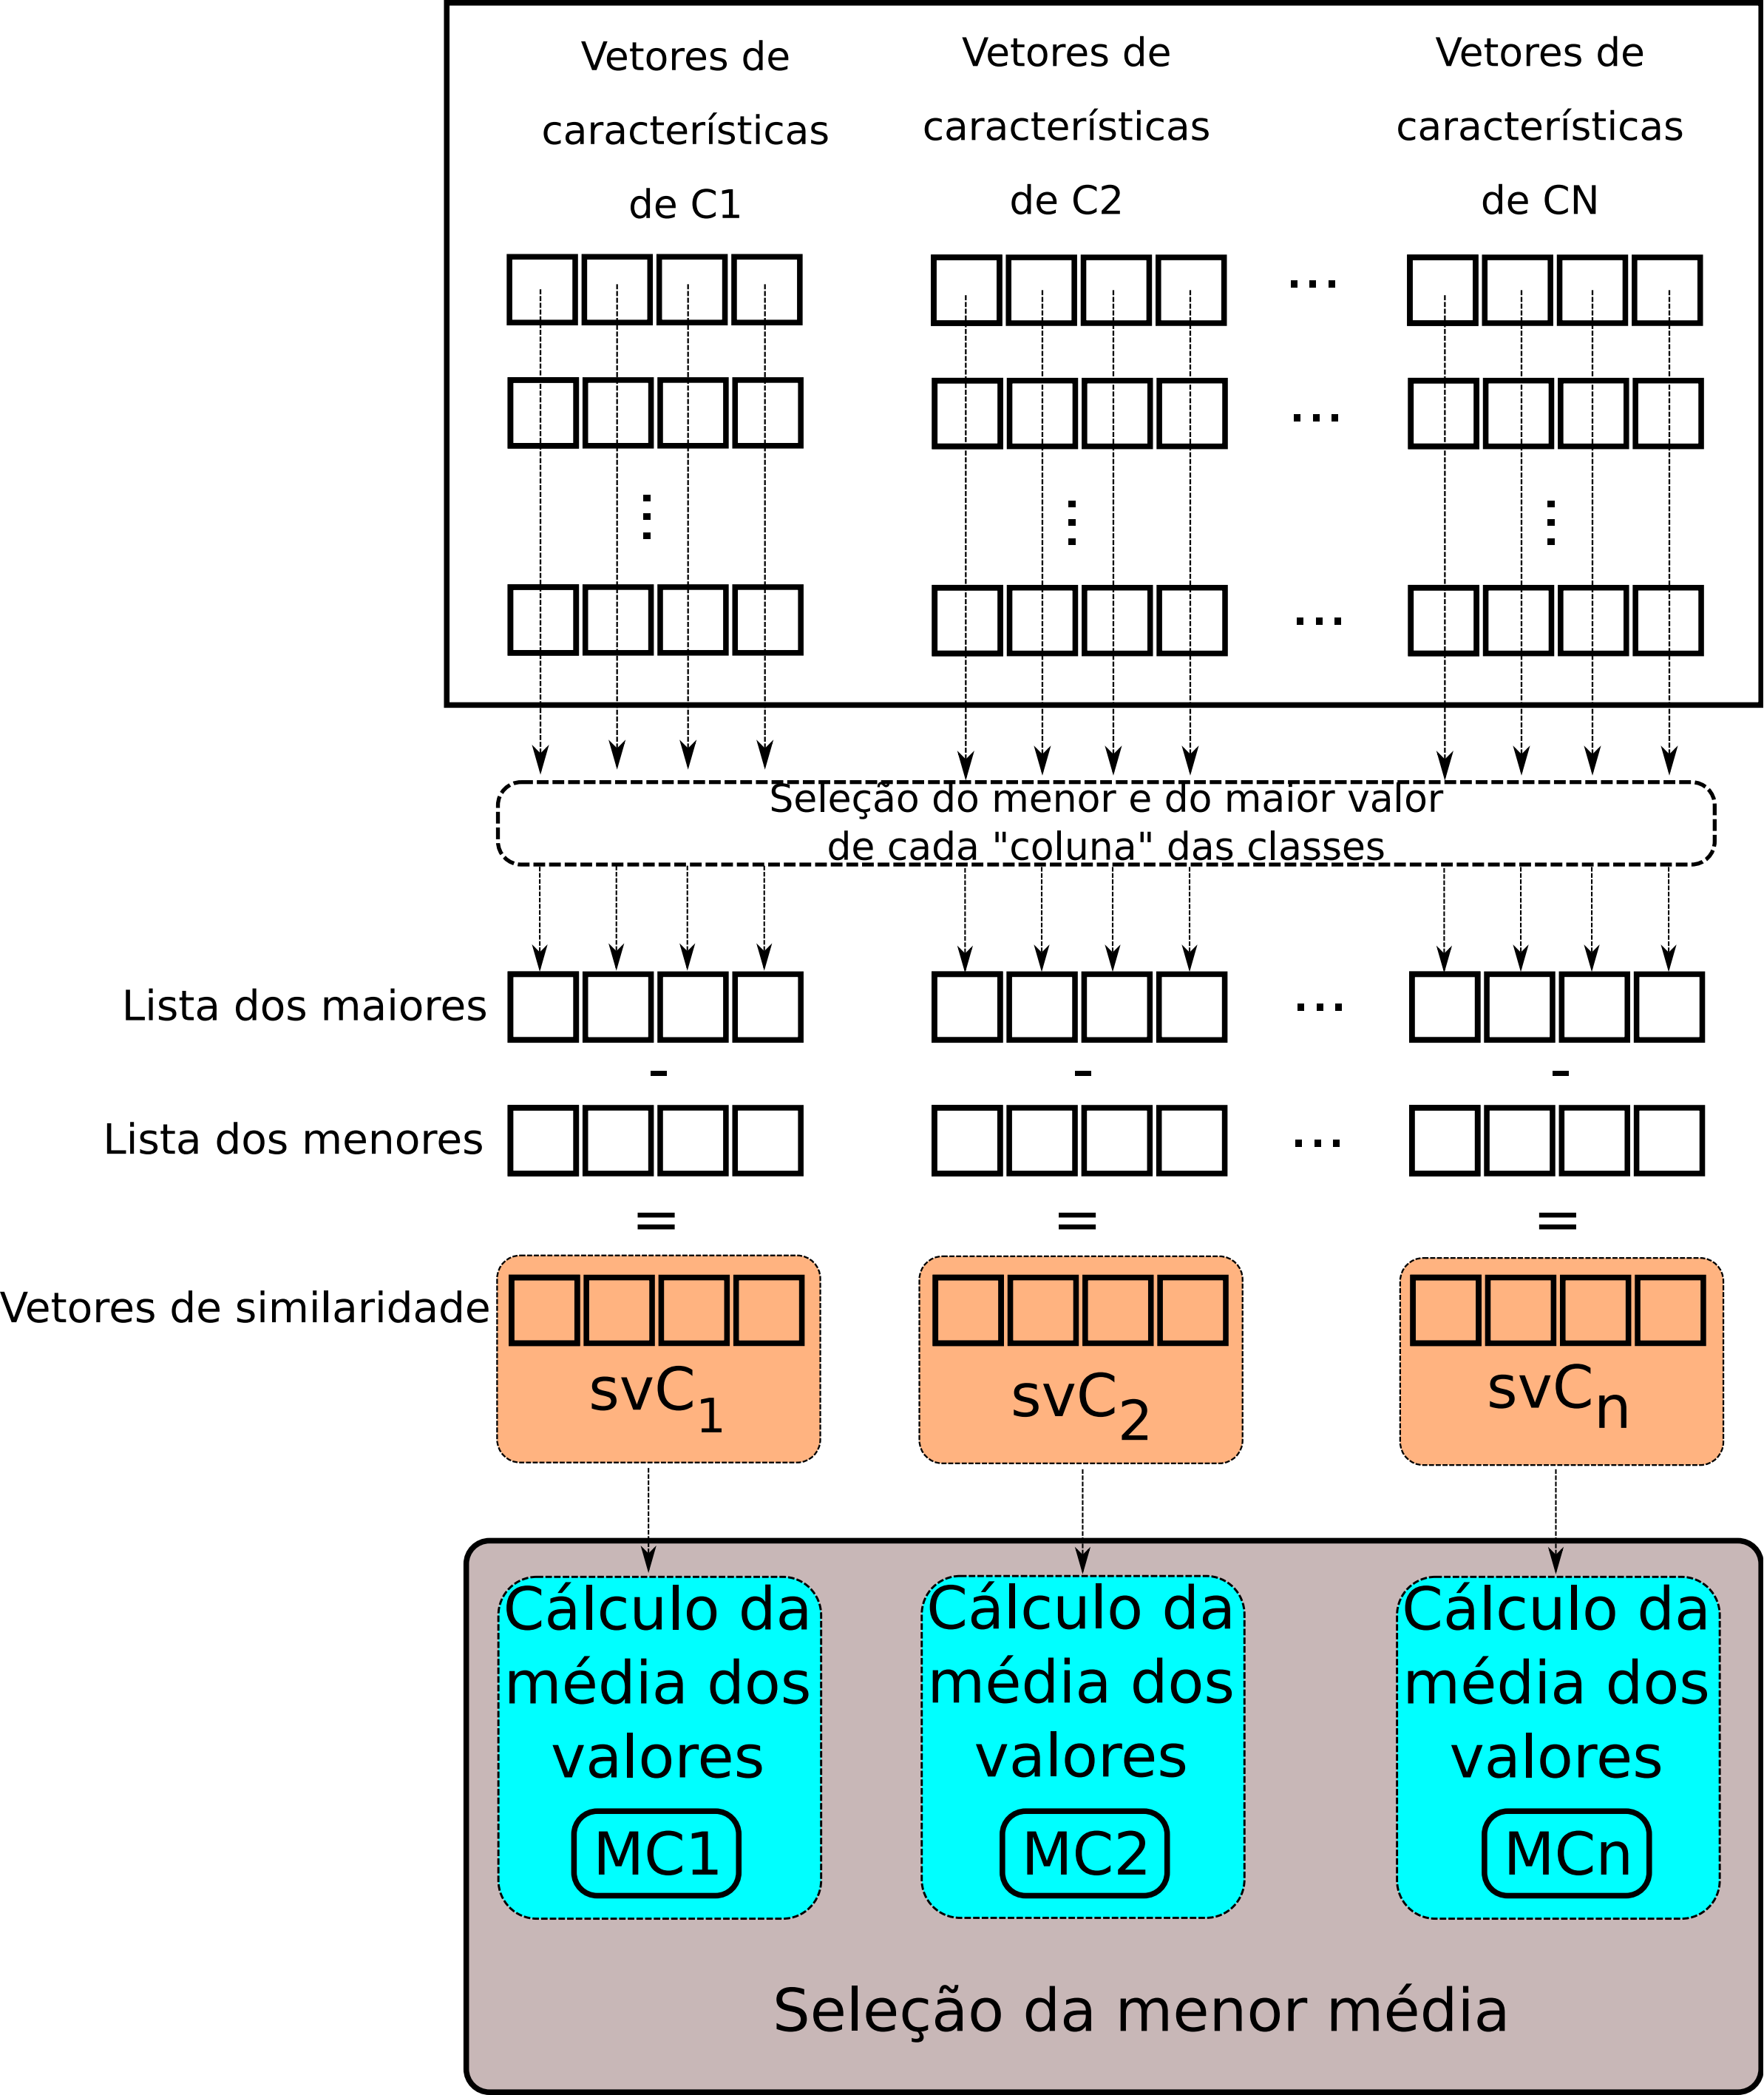 Vetores de
características
de C1
Vetores de
características
de C2
Vetores de
características
de CN
...
...
...
...
...
...
Seleção do menor e do maior valor
de cada "coluna" das classes
Lista dos maiores
...
- - -
Lista dos menores
...
= = =
Vetores de similaridade
svC1
svC2
svCn
Cálculo da
média dos
valores
MC1
Cálculo da
média dos
valores
MC2
Cálculo da
média dos
valores
MCn
Seleção da menor média